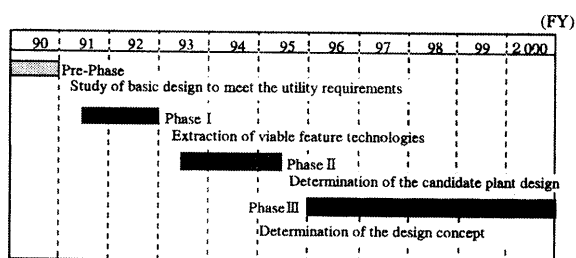 (FY)
90 91 92 93 94 95 96 97 98 99 2.000
Pre-Phase
Study of basic design to meet the utility requirements
Phase I
Extraction of viable feature technologies
Phase II
Determination of the candidate plant design
Phase III
Determination of the design concept